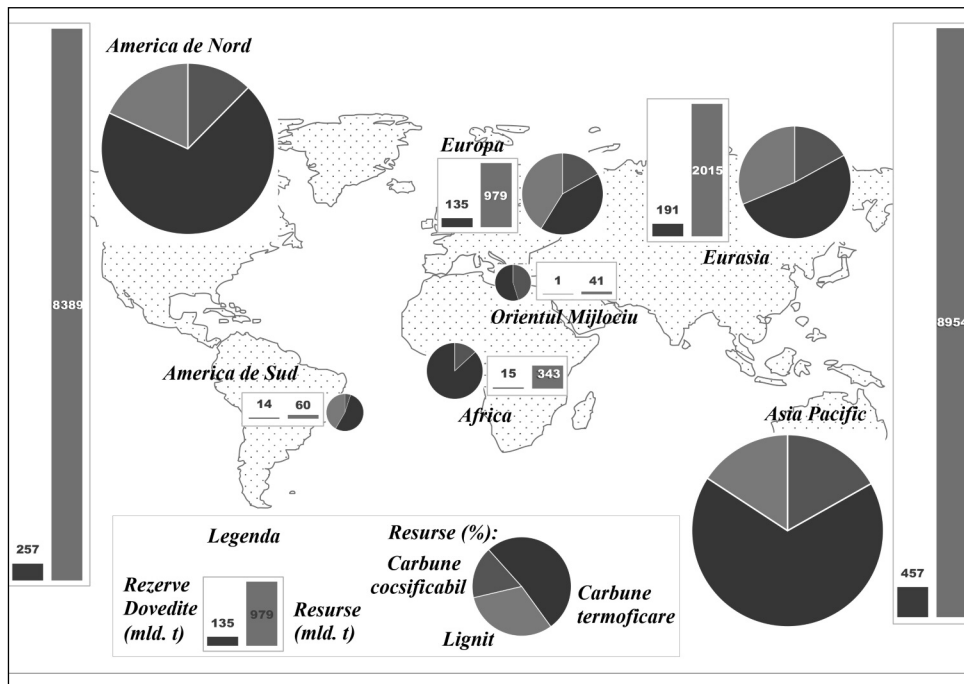 America de Nord
8389
257
Europa
135
979
191
2015
Eurasia
1
41
Orientul Mijlociu
America de Sud
14
60
15
343
Africa
Asia Pacific
8954
457
Legenda
Rezerve
Dovedite
(mld. t)
135
979
Resurse
(mld. t)
Resurse (%):
Carbune
cocsificabil
Lignit
Carbune
termoficare